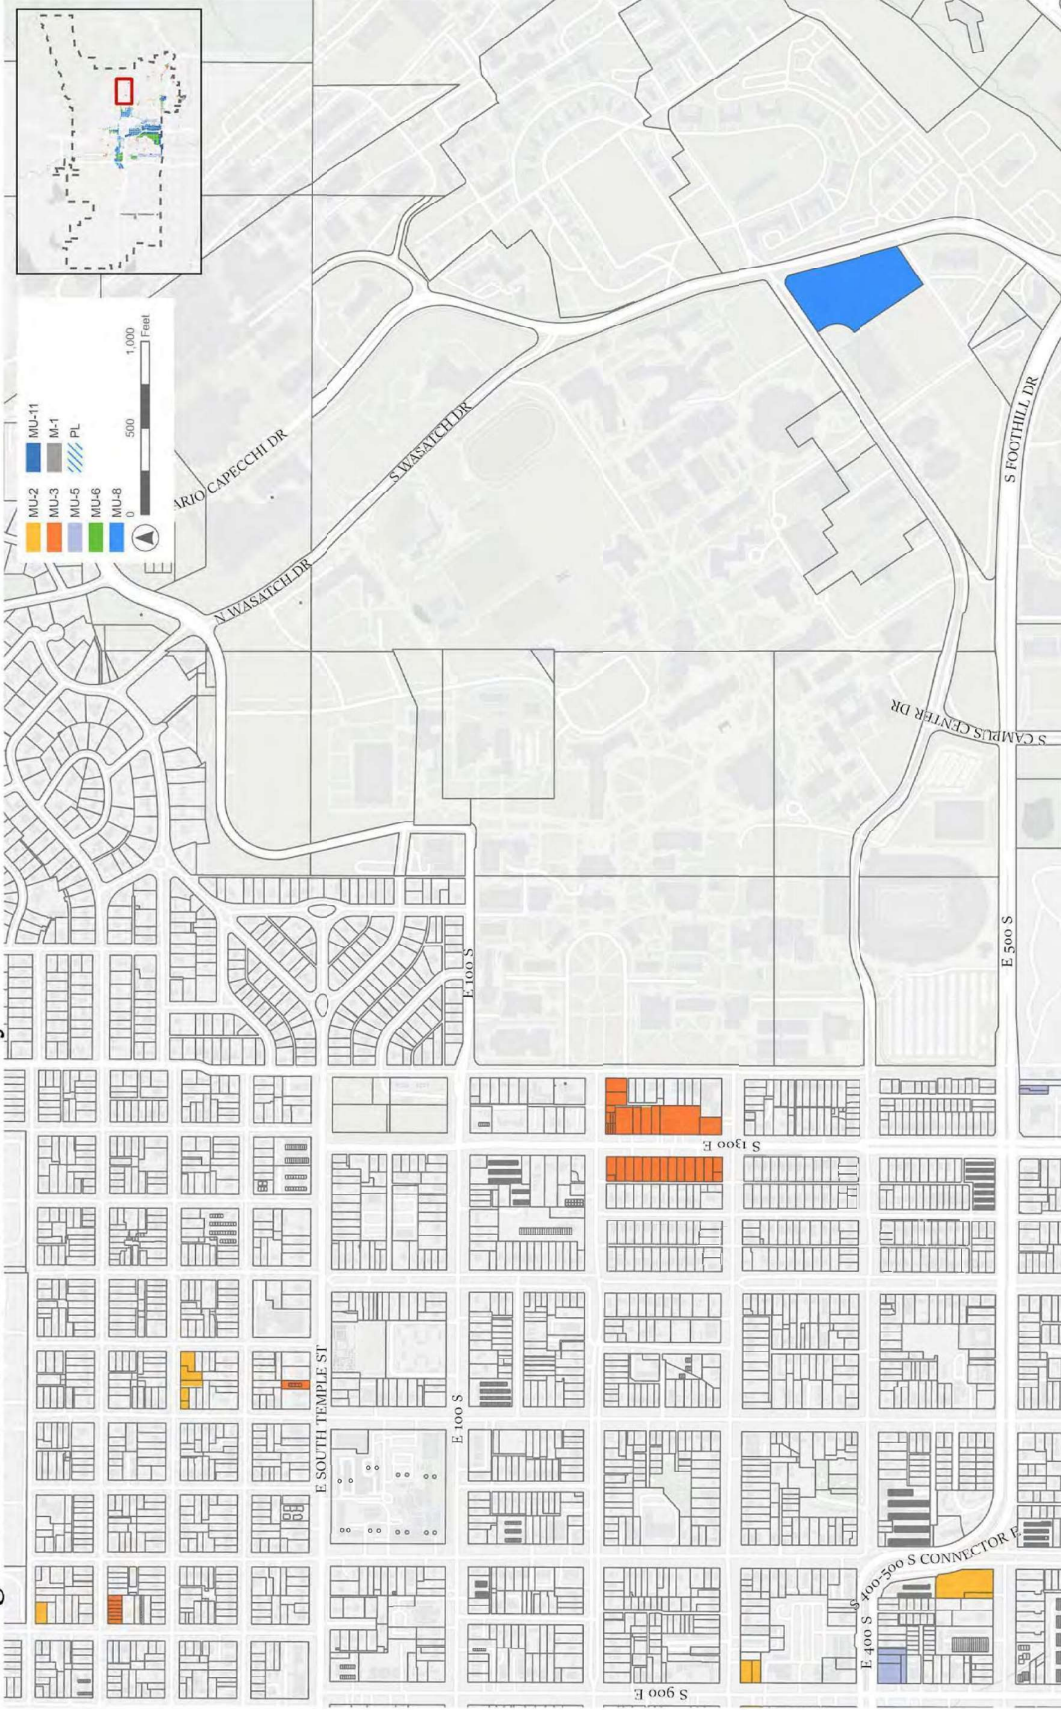 MU-2
MU-3
MU-5
MU-6
MU-8
MU-11
M-1
PL
0
500
1,000
Feet
ARIO CAPECCHI DR
N WASATCH DR
S WASATCH DR
S FOOTHILL DR
S CAMPUS CENTER DR
E 500 S
E 100 S
S 1300 E
E SOUTH TEMPLE ST
E 100 S
S 400-500 S CONNECTOR E
E 400 S
S 900 E